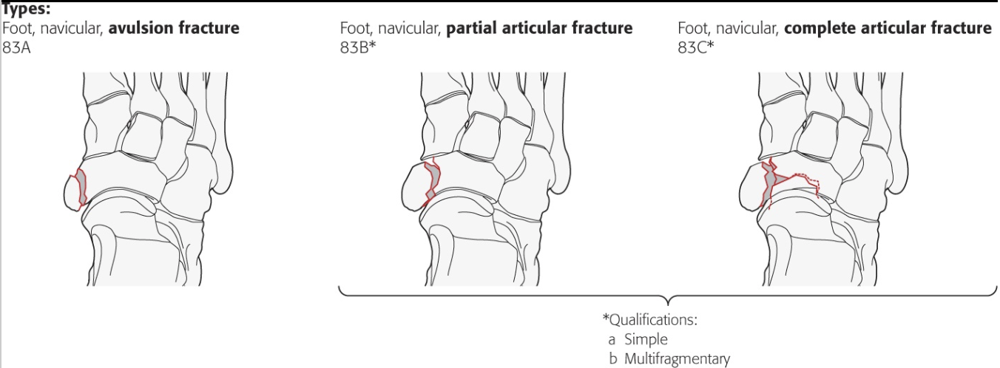 Types:
Foot, navicular, avulsion fracture
83A
Foot, navicular, partial articular fracture
83B*
Foot, navicular, complete articular fracture
83C*
*Qualifications:
a Simple
b Multifragmentary